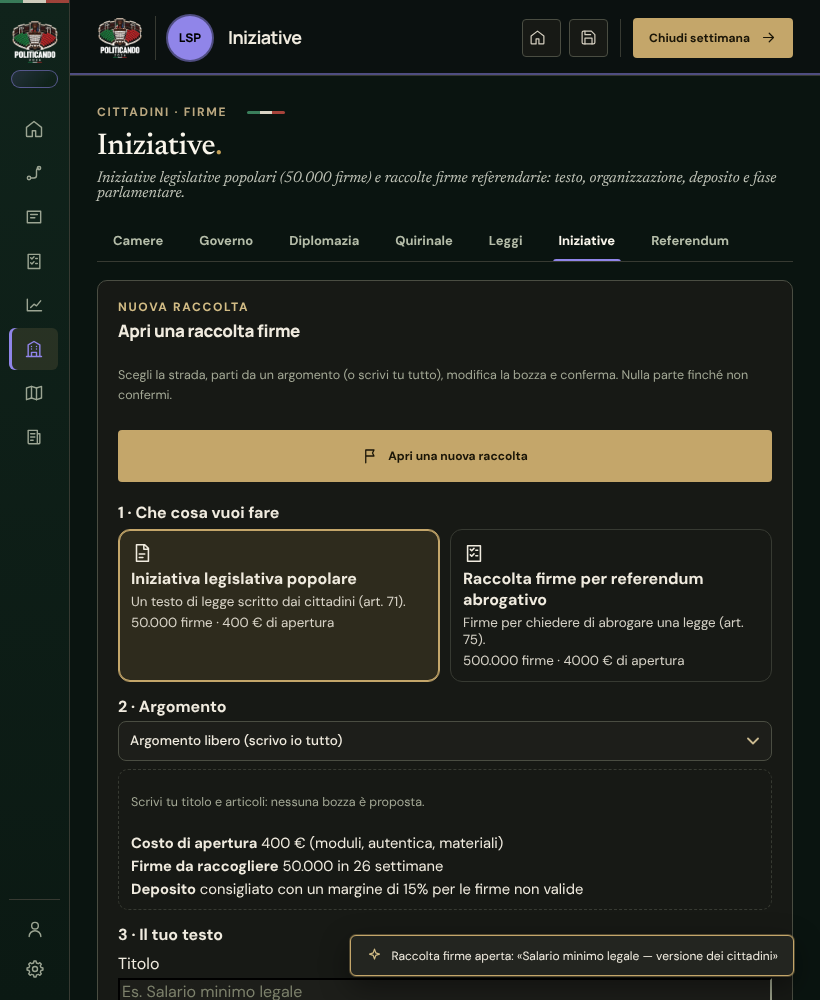 POLITICANDO
POLITICANDO
LSP
Iniziative
Chiudi settimana
CITTADINI · FIRME
Iniziative.
Iniziative legislative popolari (50.000 firme) e raccolte firme referendarie: testo, organizzazione, deposito e fase
parlamentare.
Camere
Governo
Diplomazia
Quirinale
Leggi
Iniziative
Referendum
NUOVA RACCOLTA
Apri una raccolta firme
Scegli la strada, parti da un argomento (o scrivi tu tutto), modifica la bozza e conferma. Nulla parte finché non
confermi.
Apri una nuova raccolta
1 · Che cosa vuoi fare
Iniziativa legislativa popolare
Un testo di legge scritto dai cittadini (art. 71).
50.000 firme · 400 € di apertura
Raccolta firme per referendum
abrogativo
Firme per chiedere di abrogare una legge (art.
75).
500.000 firme · 4000 € di apertura
2 · Argomento
Argomento libero (scrivo io tutto)
Scrivi tu titolo e articoli: nessuna bozza è proposta.
Costo di apertura 400 € (moduli, autentica, materiali)
Firme da raccogliere 50.000 in 26 settimane
Deposito consigliato con un margine di 15% per le firme non valide
3 · Il tuo testo
Titolo
Es. Salario minimo legale
Raccolta firme aperta: «Salario minimo legale — versione dei cittadini»